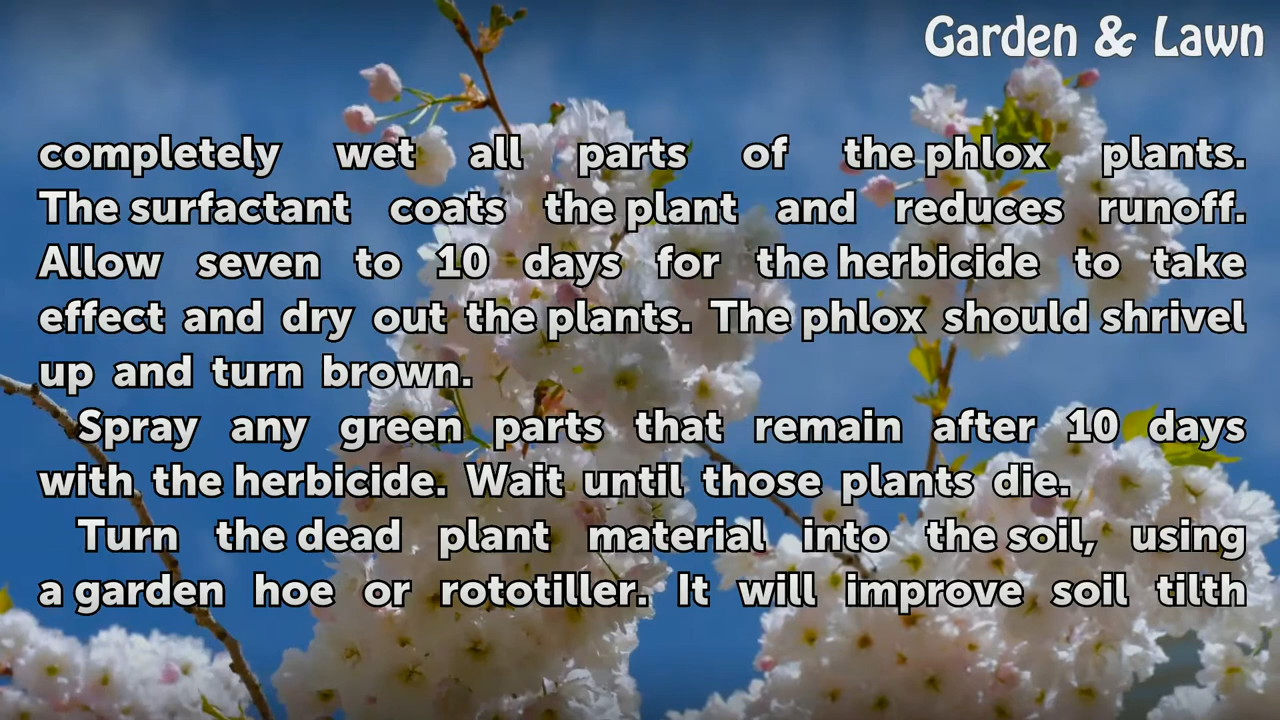 Garden & Lawn
completely wet all parts of the phlox plants.
The surfactant coats the plant and reduces runoff.
Allow seven to 10 days for the herbicide to take
effect and dry out the plants. The phlox should shrivel
up and turn brown.
Spray any green parts that remain after 10 days
with the herbicide. Wait until those plants die.
Turn the dead plant material into the soil, using
a garden hoe or rototiller. It will improve soil tilth